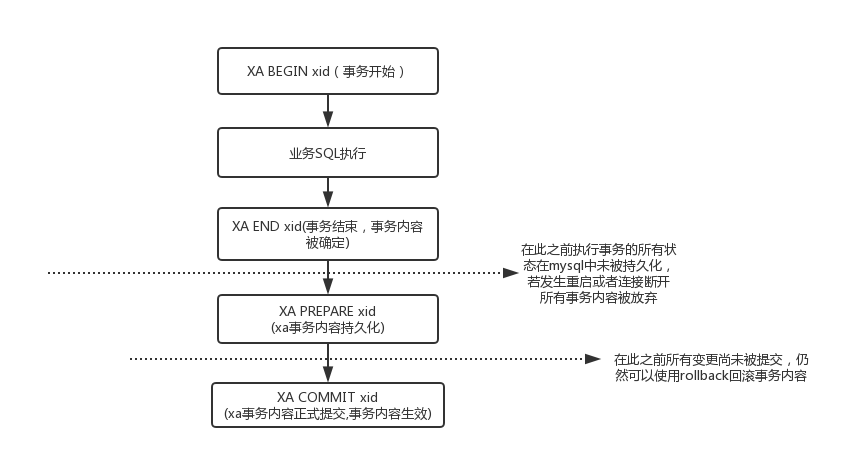 XA BEGIN xid（事务开始）
业务SQL执行
XA END xid(事务结束，事务内容
被确定)
在此之前执行事务的所有状
态在mysql中未被持久化，
若发生重启或者连接断开
所有事务内容被放弃
XA PREPARE xid
(xa事务内容持久化)
在此之前所有变更尚未被提交，仍
然可以使用rollback回滚事务内容
XA COMMIT xid
(xa事务内容正式提交,事务内容生效)